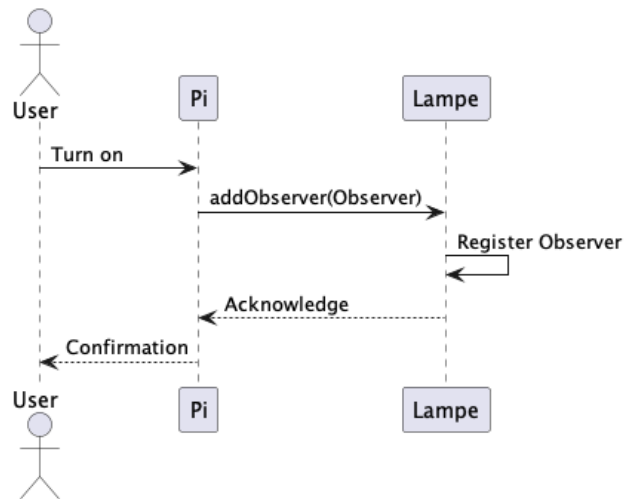 User
Pi
Lampe
Turn on
addObserver(Observer)
Register Observer
Acknowledge
Confirmation
User
Pi
Lampe